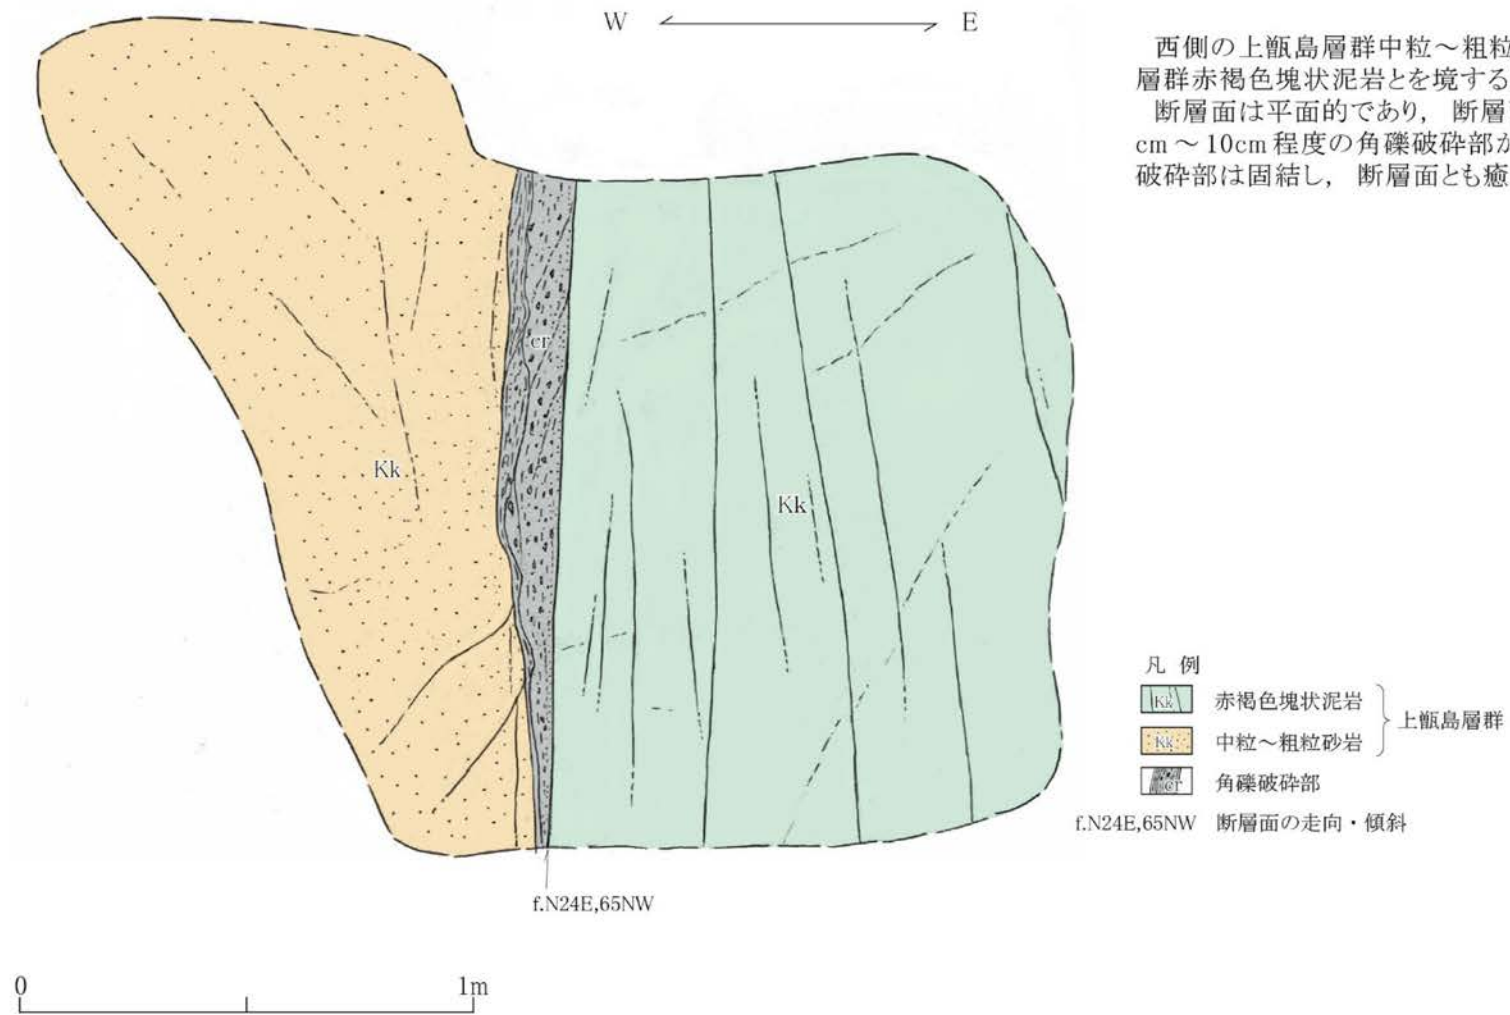 W E
西側の上甑島層群中粒～粗粒
層群赤褐色塊状泥岩とを境する
断層面は平面的であり，断層
cm～10cm程度の角礫破砕部が
破砕部は固結し，断層面とも癒
cr
Kk
Kk
凡 例
Kk 赤褐色塊状泥岩
上甑島層群
Kk 中粒～粗粒砂岩
cr 角礫破砕部
f.N24E,65NW 断層面の走向・傾斜
f.N24E,65NW
0 1m